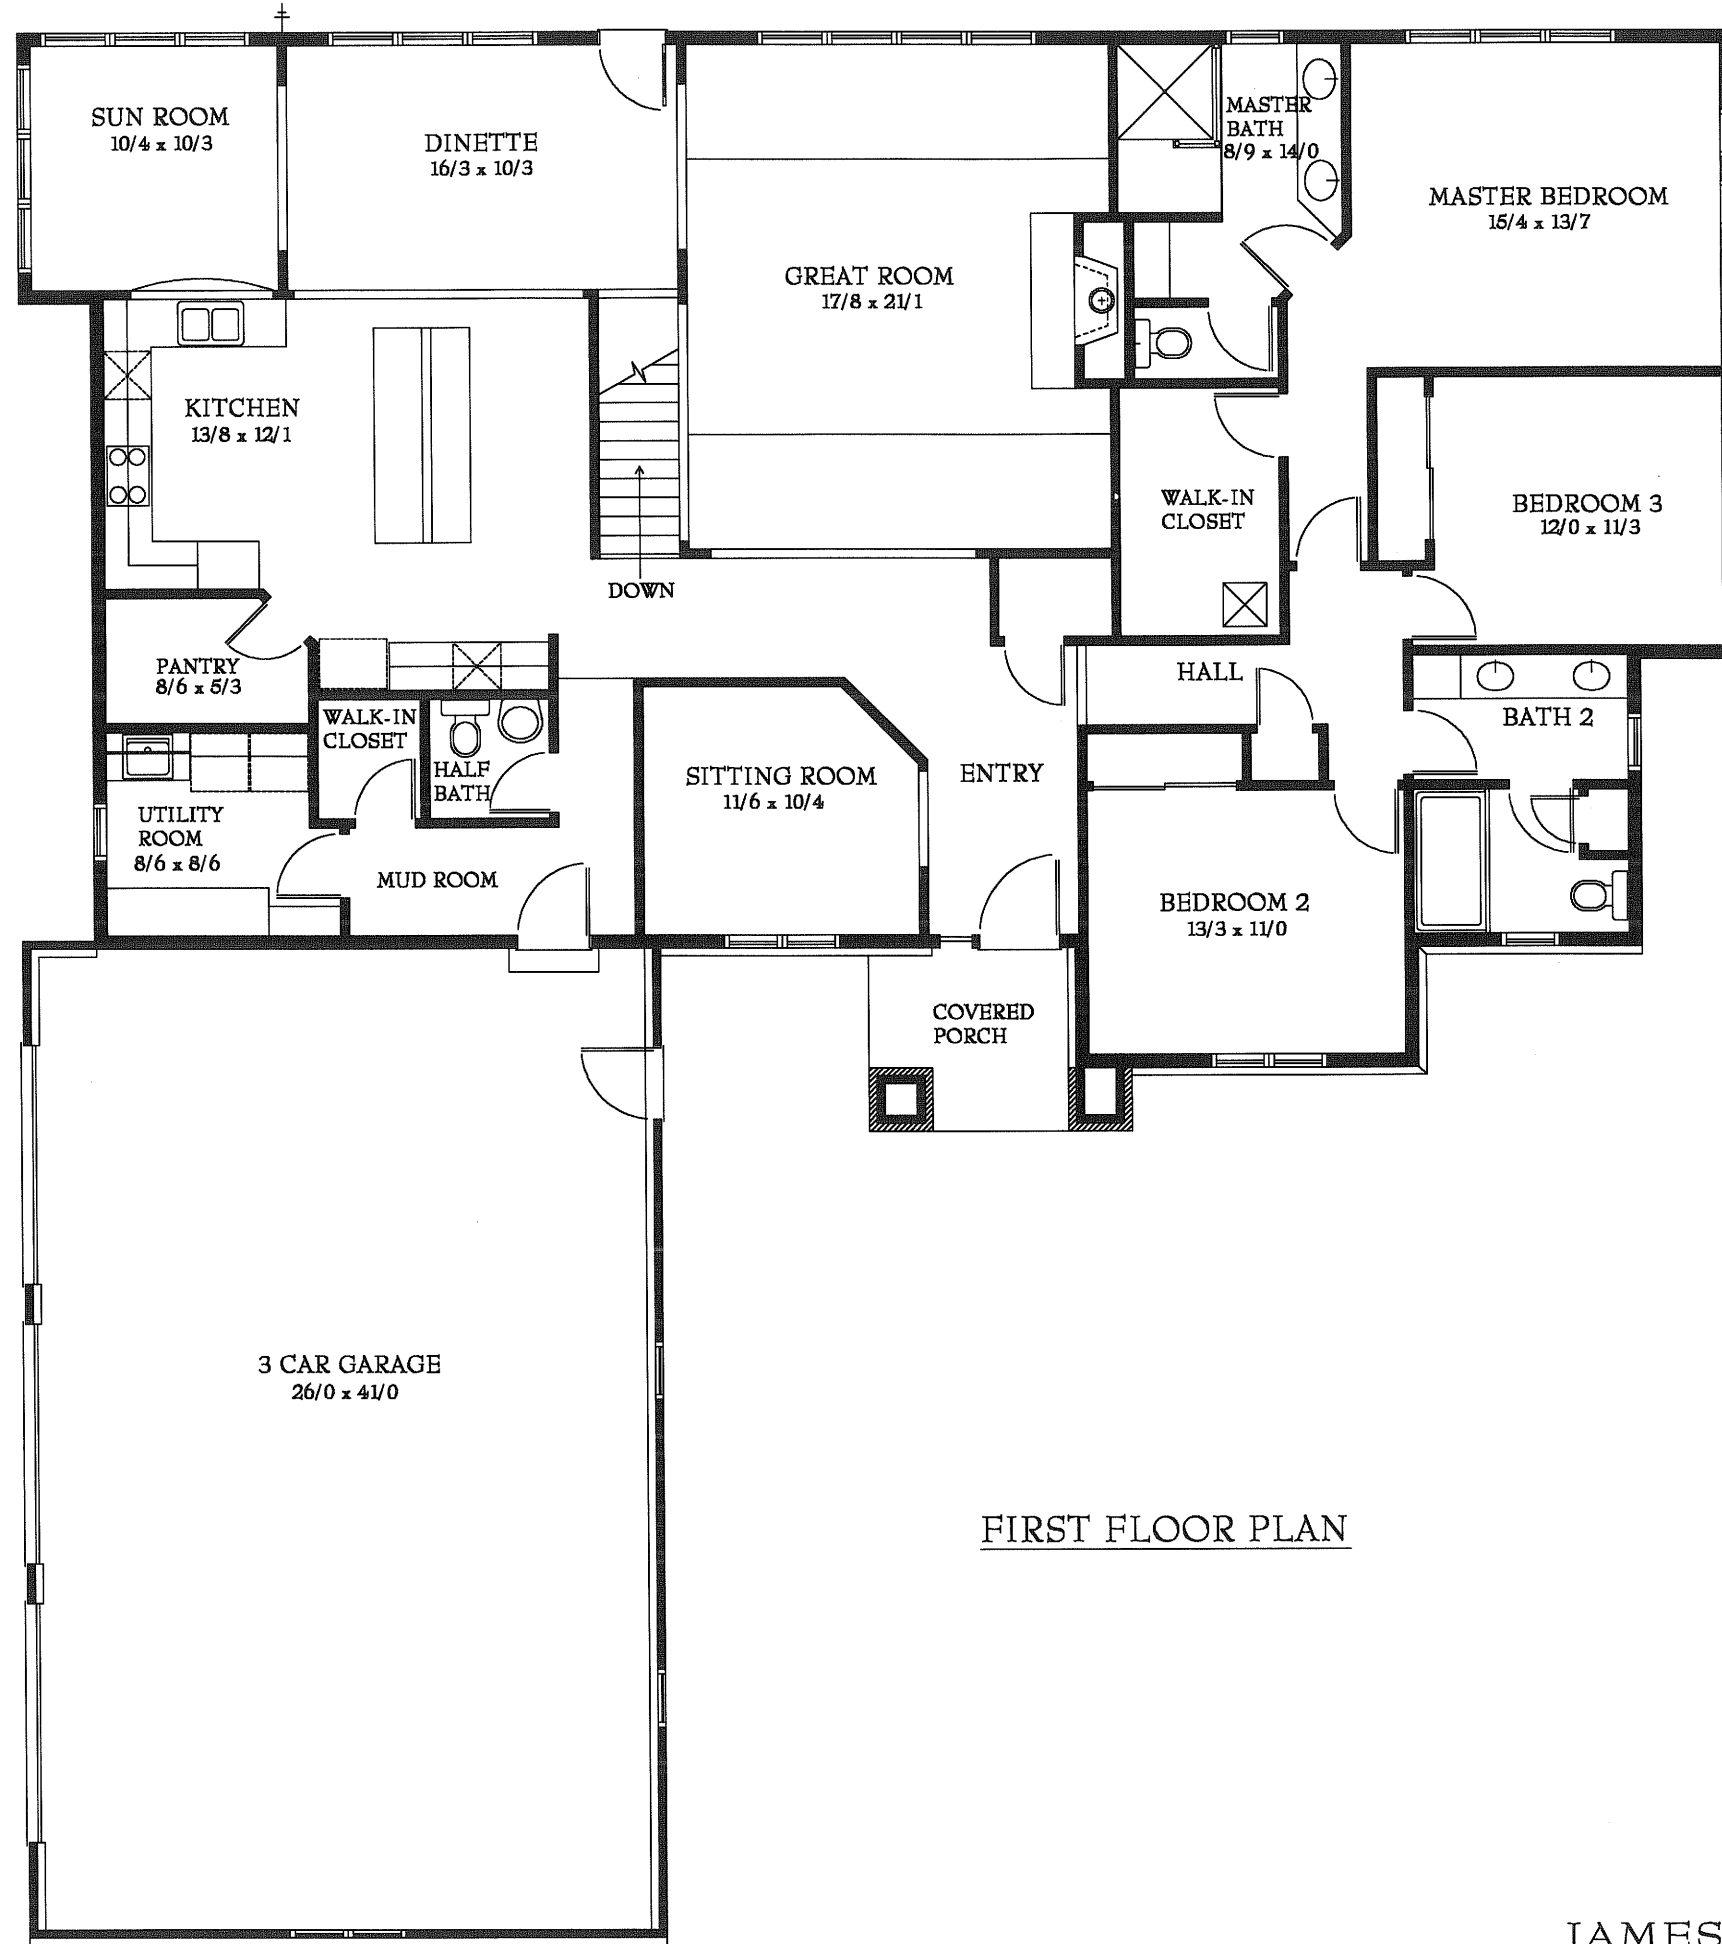 SUN ROOM
10/4 x 10/3
DINETTE
16/3 x 10/3
MASTER
BATH
8/9 x 14/0
MASTER BEDROOM
15/4 x 13/7
GREAT ROOM
17/8 x 21/1
KITCHEN
13/8 x 12/1
WALK-IN
CLOSET
BEDROOM 3
12/0 x 11/3
DOWN
PANTRY
8/6 x 5/3
HALL
WALK-IN
CLOSET
BATH 2
HALF
BATH
SITTING ROOM
11/6 x 10/4
ENTRY
UTILITY
ROOM
8/6 x 8/6
MUD ROOM
BEDROOM 2
13/3 x 11/0
COVERED
PORCH
3 CAR GARAGE
26/0 x 41/0
FIRST FLOOR PLAN
JAMES